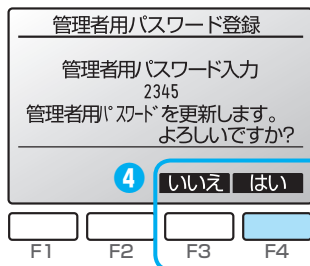 管理者用パスワード登録
管理者用パスワード入力
2345
管理者用ﾊﾟｽﾜｰﾄﾞを更新します。
よろしいですか?
4 いいえ はい
F1 F2 F3 F4